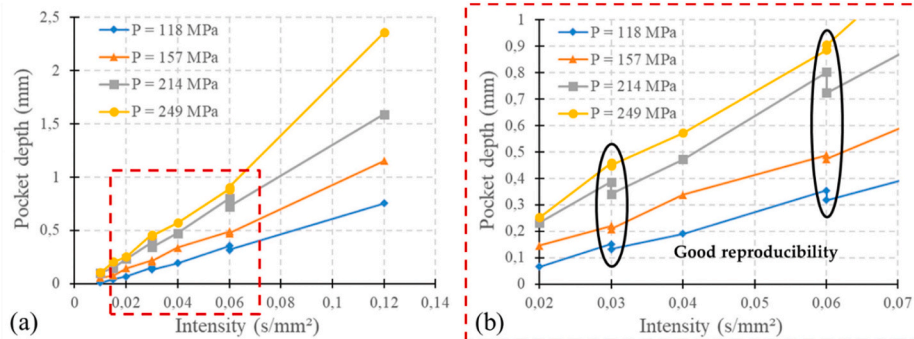 2,5
2
1,5
1
0,5
0
Pocket depth (mm)
P = 118 MPa
P = 157 MPa
P = 214 MPa
P = 249 MPa
0 0,02 0,04 0,06 0,08 0,1 0,12 0,14
Intensity (s/mm²)
(a)
1
0,9
0,8
0,7
0,6
0,5
0,4
0,3
0,2
0,1
0
Pocket depth (mm)
P = 118 MPa
P = 157 MPa
P = 214 MPa
P = 249 MPa
Good reproducibility
0,02 0,03 0,04 0,05 0,06 0,07
Intensity (s/mm²)
(b)